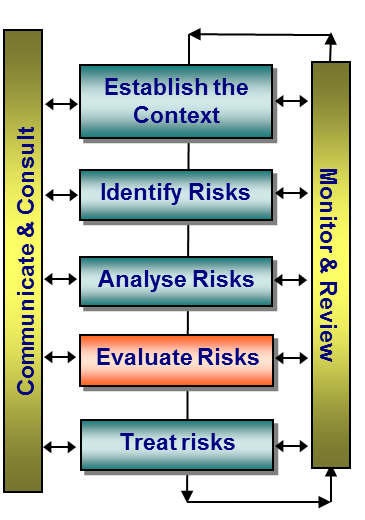 Communicate & Consult
Establish the
Context
Identify Risks
Analyse Risks
Evaluate Risks
Treat risks
Monitor & Review